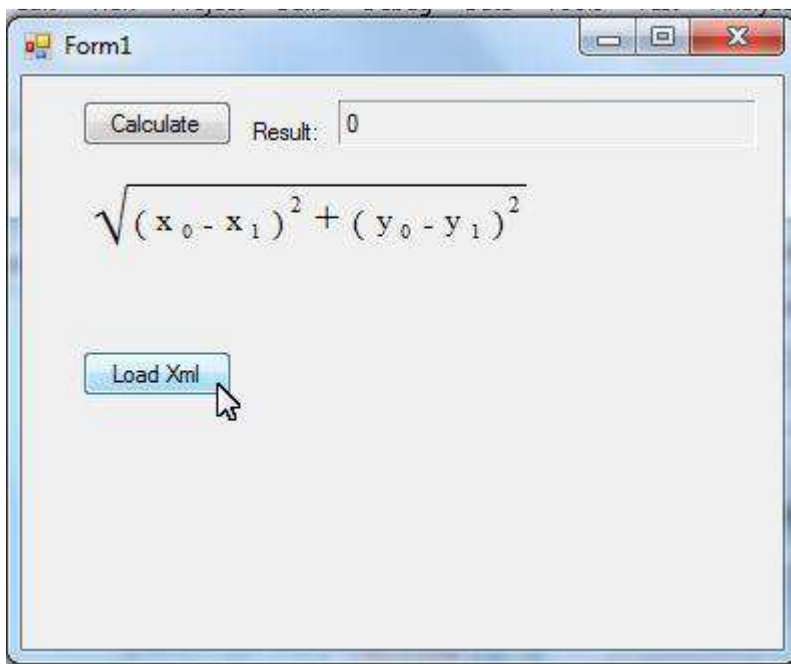 Form1
Calculate Result: 0
√(x₀ - x₁)² + (y₀ - y₁)²
Load Xml